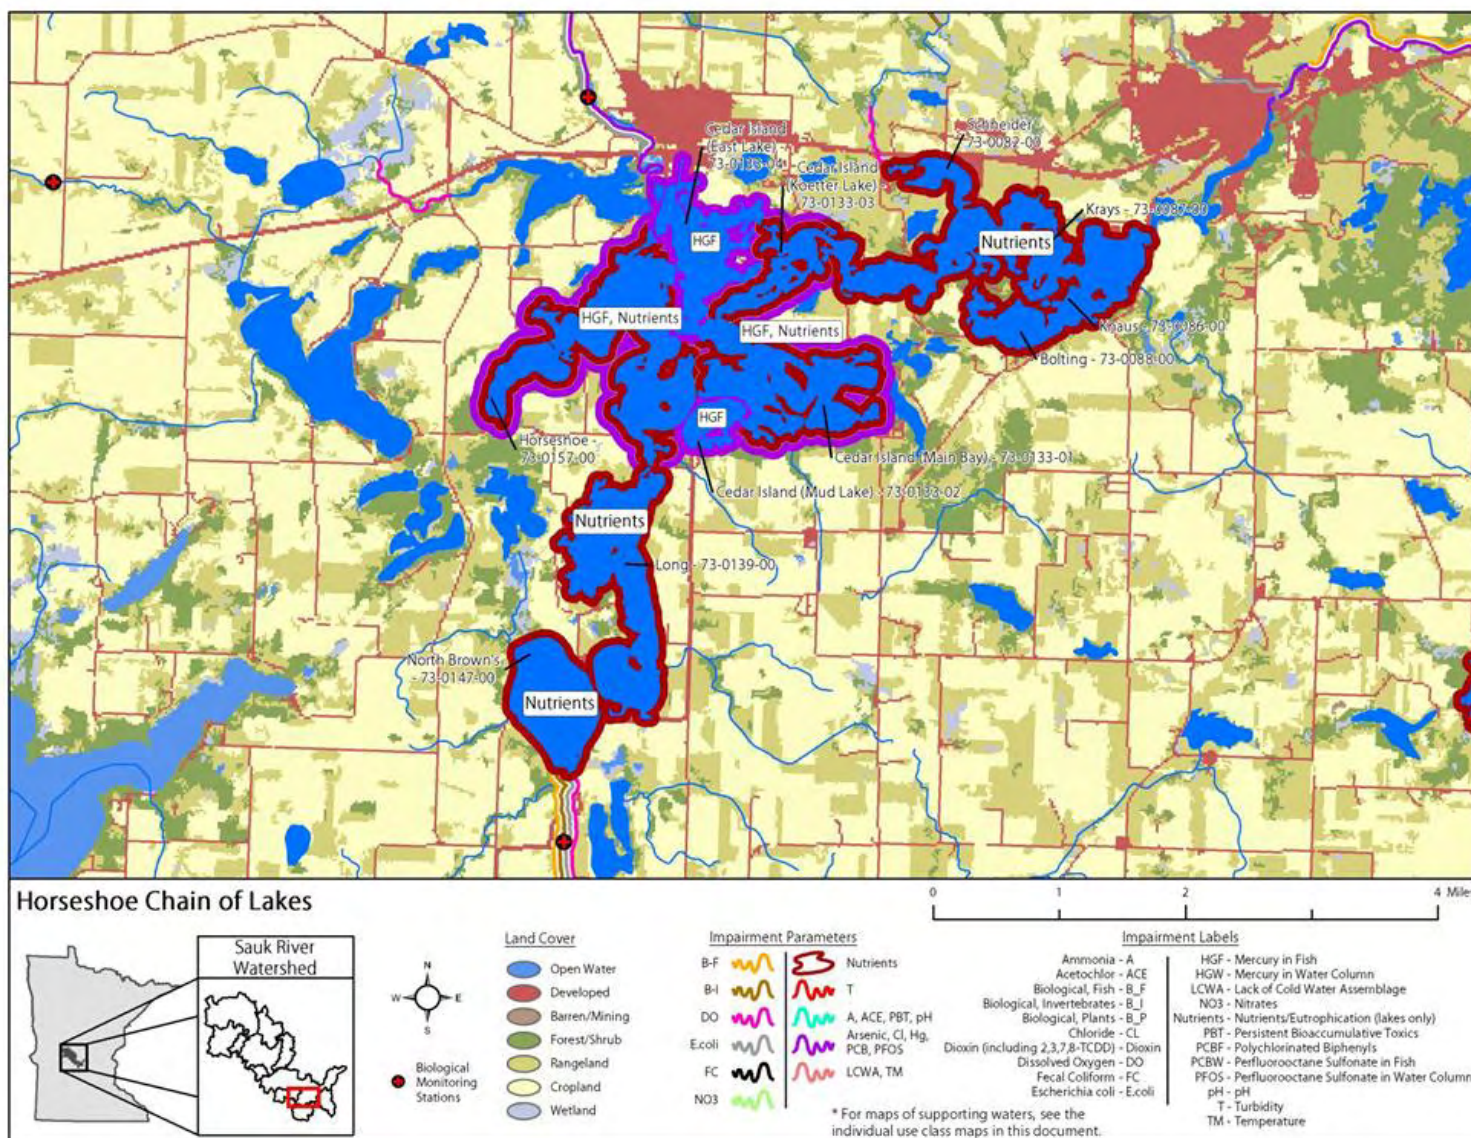 Cedar Island
(East Lake) -
73-0133-04
Cedar Island
(Koetter Lake) -
73-0133-03
Schneider -
73-0082-00
Krays - 73-0087-00
HGF
Nutrients
HGF, Nutrients
HGF, Nutrients
Knaus - 73-0086-00
Bolting - 73-0088-00
HGF
Horseshoe -
73-0157-00
Cedar Island (Main Bay) - 73-0133-01
Cedar Island (Mud Lake) - 73-0133-02
Nutrients
Long - 73-0139-00
North Brown's
- 73-0147-00
Nutrients
Horseshoe Chain of Lakes
0 1 2 4 Miles
Sauk River
Watershed
N
W E
S
Biological
Monitoring
Stations
Land Cover
Open Water
Developed
Barren/Mining
Forest/Shrub
Rangeland
Cropland
Wetland
Impairment Parameters
B-F
B-I
DO
E.coli
FC
NO3
Nutrients
T
A, ACE, PBT, pH
Arsenic, Cl, Hg,
PCB, PFOS
LCWA, TM
* For maps of supporting waters, see the
individual use class maps in this document.
Impairment Labels
Ammonia - A
Acetochlor - ACE
Biological, Fish - B_F
Biological, Invertebrates - B_I
Biological, Plants - B_P
Chloride - CL
Dioxin (including 2,3,7,8-TCDD) - Dioxin
Dissolved Oxygen - DO
Fecal Coliform - FC
Escherichia coli - E.coli
HGF - Mercury in Fish
HGW - Mercury in Water Column
LCWA - Lack of Cold Water Assemblage
NO3 - Nitrates
Nutrients - Nutrients/Eutrophication (lakes only)
PBT - Persistent Bioaccumulative Toxics
PCBF - Polychlorinated Biphenyls
PCBW - Perfluorooctane Sulfonate in Fish
PFOS - Perfluorooctane Sulfonate in Water Column
pH - pH
T - Turbidity
TM - Temperature